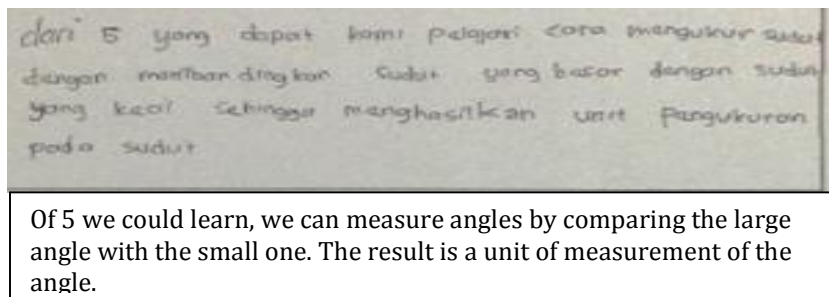 dari 5 yang dapat kami pelajari cara mengukur sudut
dengan membandingkan sudut yang besar dengan sudut
yang kecil sehingga menghasilkan unit Pengukuran
pada sudut
Of 5 we could learn, we can measure angles by comparing the large
angle with the small one. The result is a unit of measurement of the
angle.